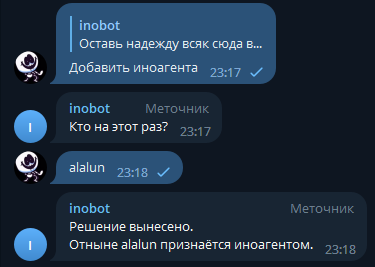 inobot
Оставь надежду всяк сюда в...
Добавить иноагента 23:17
inobot Меточник
I
Кто на этот раз? 23:17
alalun 23:18
inobot Меточник
Решение вынесено.
I
Отныне alalun признаётся иноагентом. 23:18